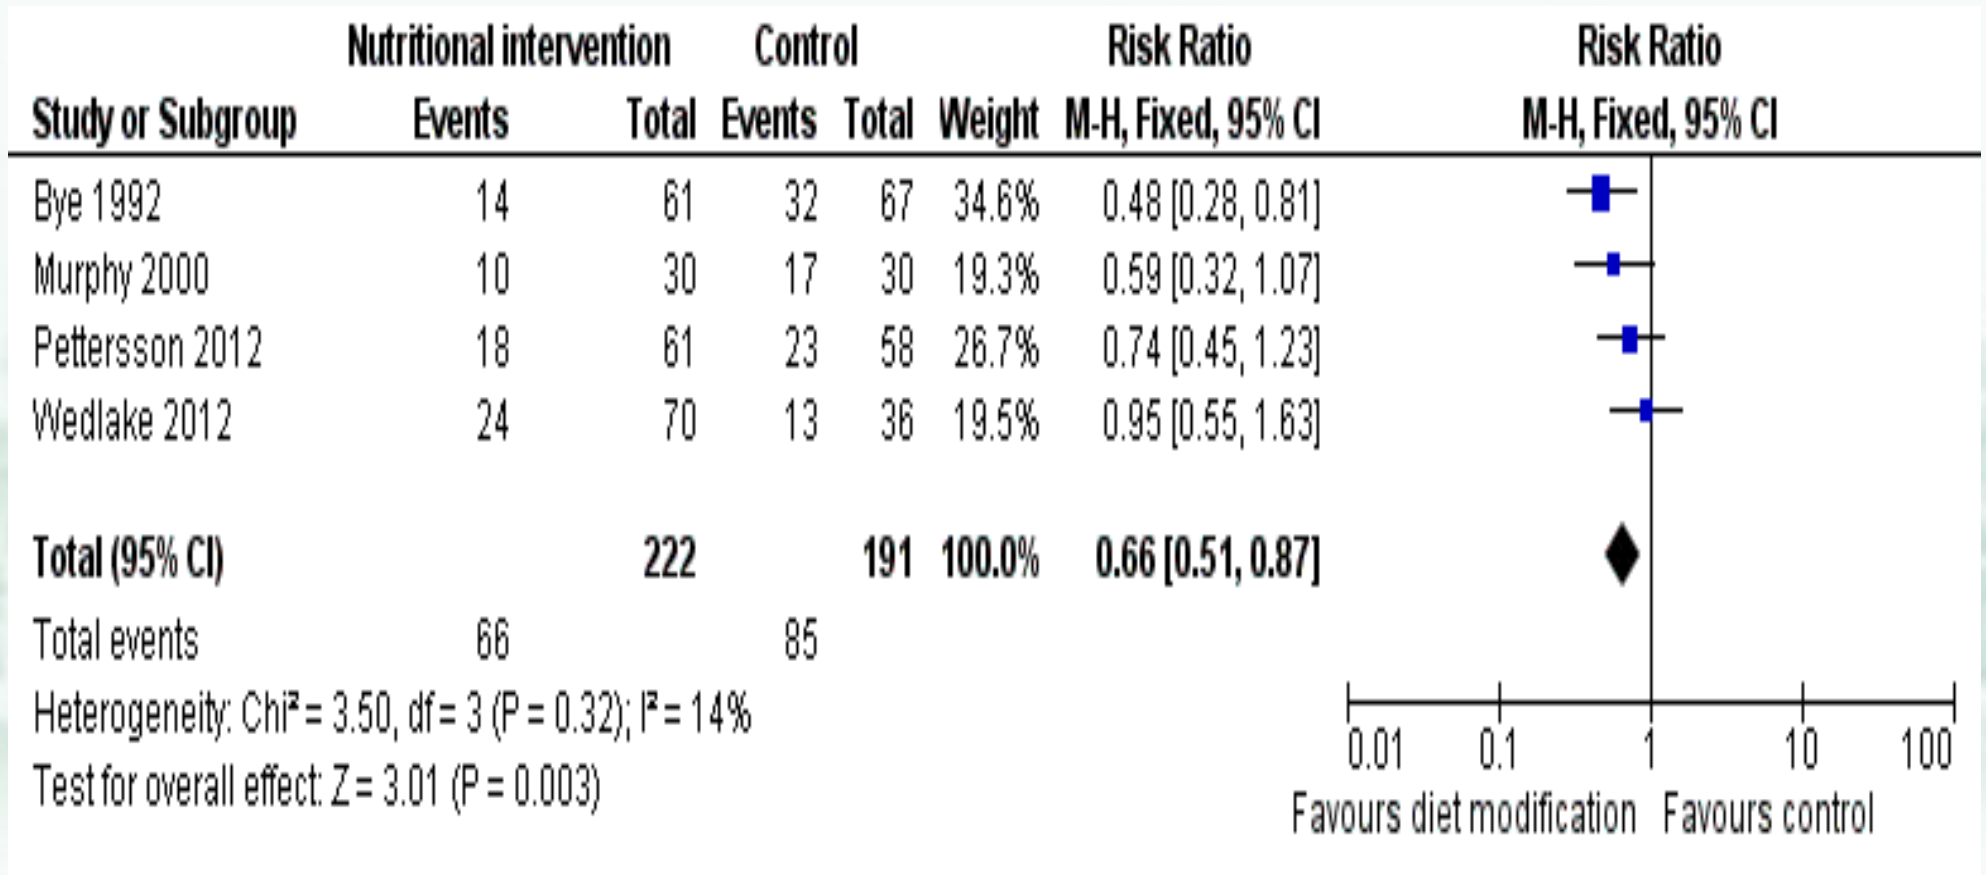 Nutritional intervention Control Risk Ratio Risk Ratio
Study or Subgroup Events Total Events Total Weight M-H, Fixed, 95% CI M-H, Fixed, 95% CI
Bye 1992 14 61 32 67 34.6% 0.48 [0.28, 0.81]
Murphy 2000 10 30 17 30 19.3% 0.59 [0.32, 1.07]
Pettersson 2012 18 61 23 58 26.7% 0.74 [0.45, 1.23]
Wedlake 2012 24 70 13 36 19.5% 0.95 [0.55, 1.63]
Total (95% CI) 222 191 100.0% 0.66 [0.51, 0.87]
Total events 66 85
Heterogeneity: Chi² = 3.50, df = 3 (P = 0.32); I² = 14%
Test for overall effect: Z = 3.01 (P = 0.003)
0.01 0.1 1 10 100
Favours diet modification Favours control